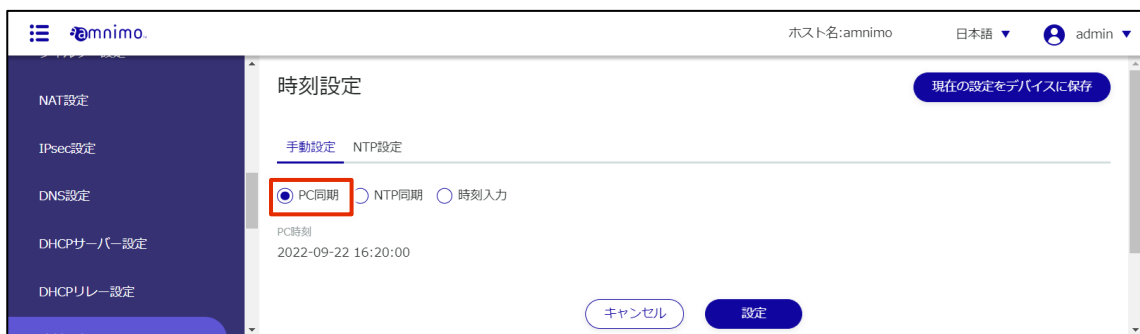 amnimo
ホスト名:amnimo
日本語 ▼
admin ▼
NAT設定
IPsec設定
DNS設定
DHCPサーバー設定
DHCPリレー設定
時刻設定
現在の設定をデバイスに保存
手動設定 NTP設定
PC同期 NTP同期 時刻入力
PC時刻
2022-09-22 16:20:00
キャンセル
設定